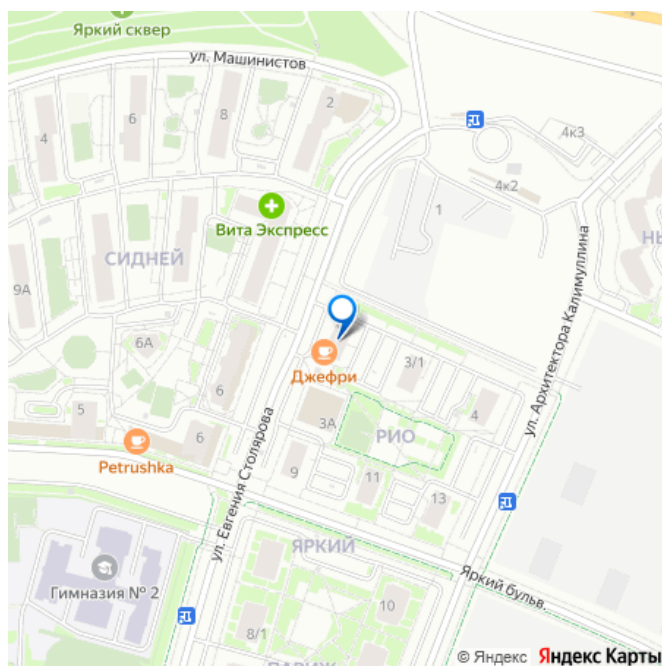 Яркий сквер
ул. Машинистов
2
8
6
4
4к3
4к2
Вита Экспресс
1
СИДНЕЙ
НЬ
9А
ул. Архитектора Калимуллина
6А
Джефри
3/1
6
5
ул. Евгения Столярова
3А
4
РИО
6
Petrushka
9
11
13
ЯРКИЙ
Яркий бульв.
Гимназия № 2
10
8/1
ПАРИЖ
© Яндекс Яндекс Карты